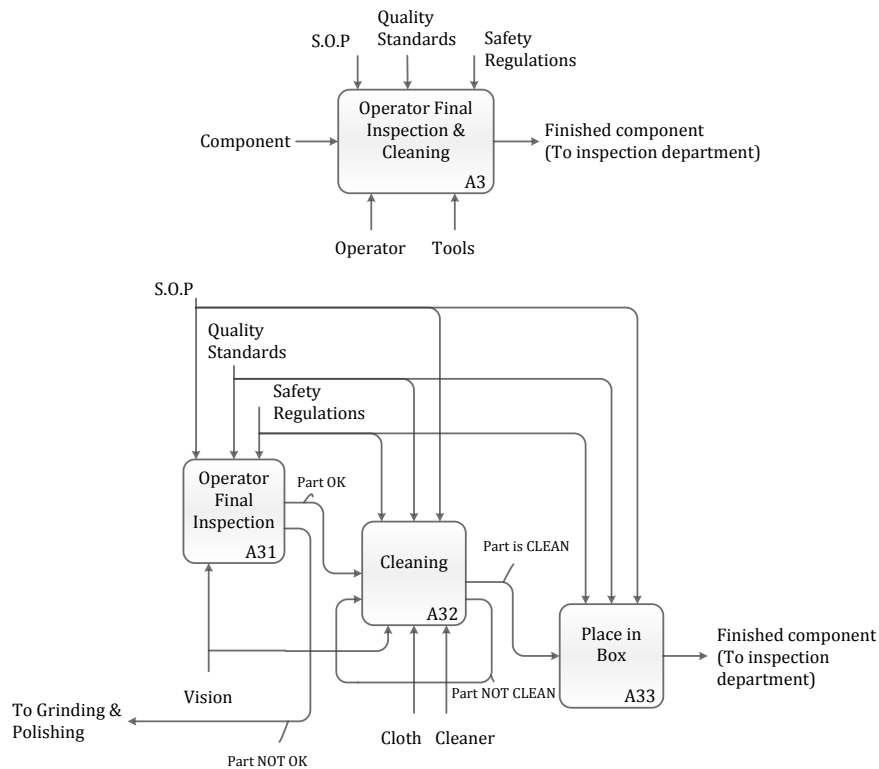 Quality
Standards
S.O.P
Safety
Regulations
Operator Final
Inspection &
Cleaning
A3
Component
Finished component
(To inspection department)
Operator
Tools
S.O.P
Quality
Standards
Safety
Regulations
Operator
Final
Inspection
A31
Part OK
Cleaning
A32
Part is CLEAN
Place in
Box
A33
Finished component
(To inspection
department)
Vision
Part NOT CLEAN
To Grinding &
Polishing
Part NOT OK
Cloth
Cleaner